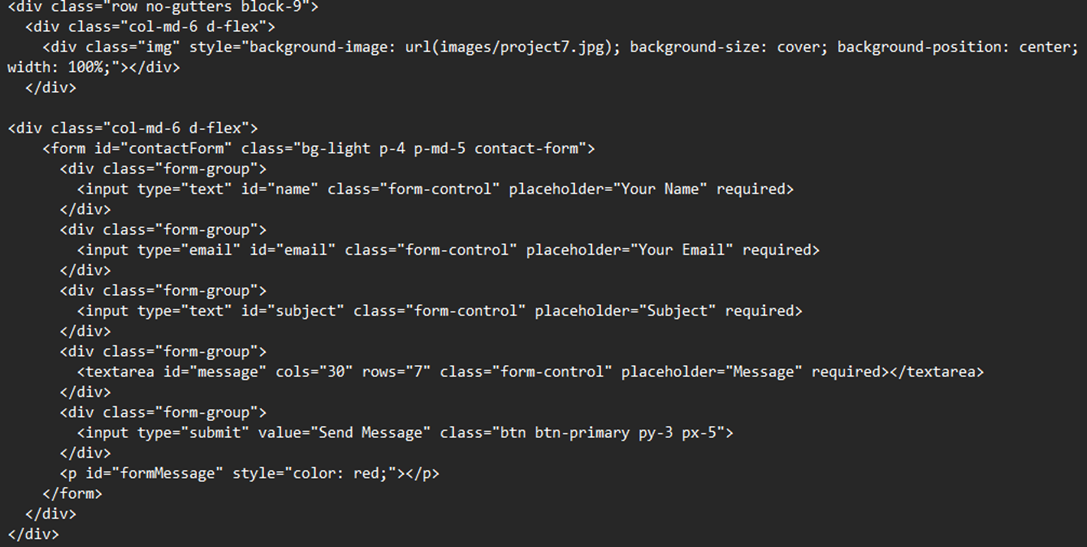 <div class="row no-gutters block-9">
  <div class="col-md-6 d-flex">
    <div class="img" style="background-image: url(images/project7.jpg); background-size: cover; background-position: center;
width: 100%;"></div>
  </div>

<div class="col-md-6 d-flex">
    <form id="contactForm" class="bg-light p-4 p-md-5 contact-form">
      <div class="form-group">
        <input type="text" id="name" class="form-control" placeholder="Your Name" required>
      </div>
      <div class="form-group">
        <input type="email" id="email" class="form-control" placeholder="Your Email" required>
      </div>
      <div class="form-group">
        <input type="text" id="subject" class="form-control" placeholder="Subject" required>
      </div>
      <div class="form-group">
        <textarea id="message" cols="30" rows="7" class="form-control" placeholder="Message" required></textarea>
      </div>
      <div class="form-group">
        <input type="submit" value="Send Message" class="btn btn-primary py-3 px-5">
      </div>
      <p id="formMessage" style="color: red;"></p>
    </form>
  </div>
</div>